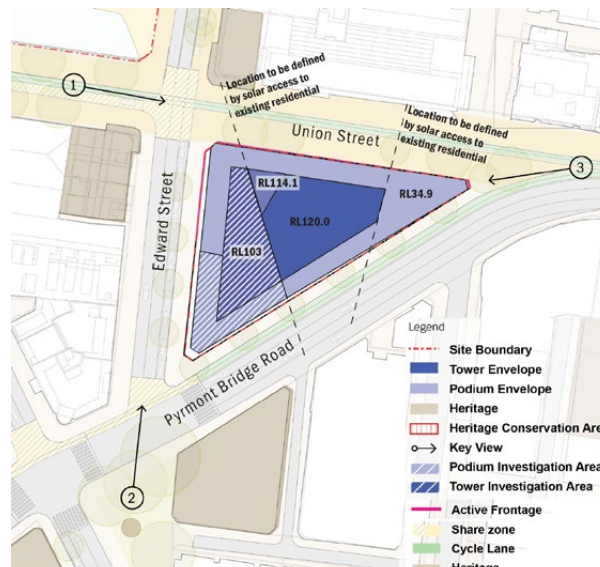 1
Location to be defined
by solar access to
existing residential
Location to be defined
by solar access to
existing residential
Union Street
3
RL114.1
RL34.9
RL120.0
RL103
Edward Street
Pyrmont Bridge Road
2
Legend
Site Boundary
Tower Envelope
Podium Envelope
Heritage
Heritage Conservation Area
Key View
Podium Investigation Area
Tower Investigation Area
Active Frontage
Share zone
Cycle Lane
Heritage